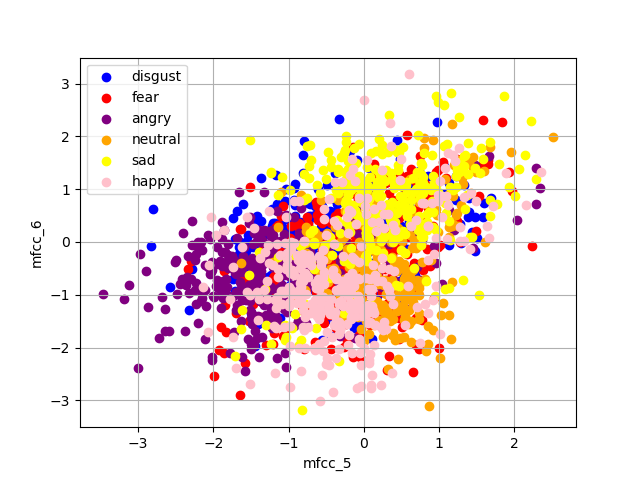 disgust
fear
angry
neutral
sad
happy
3
2
1
0
−1
−2
−3
mfcc_6
−3 −2 −1 0 1 2
mfcc_5